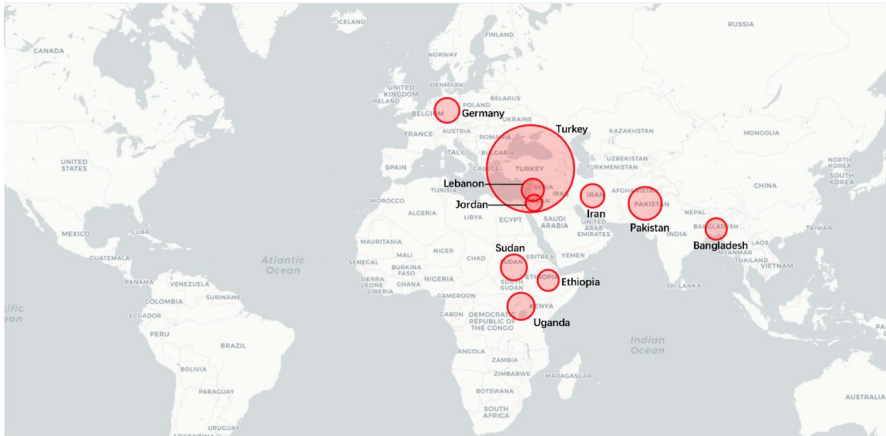 ICELAND
RUSSIA
CANADA
FINLAND
NORWAY
UNITED
KINGDOM
DENMARK
IRELAND
BELARUS
POLAND
BELGIUM
Germany
UKRAINE
KAZAKHSTAN
MONGOLIA
FRANCE
AUSTRIA
ROMANIA
Turkey
ITALY
BULGARIA
UZBEKISTAN
NORTH
KOREA
UNITED
STATES
SPAIN
GREECE
TURKEY
TURKMENISTAN
SOUTH
KOREA
CHINA
Lebanon
SYRIA
TUNISIA
IRAQ
IRAN
AFGHANISTAN
MOROCCO
Jordan
PAKISTAN
ALGERIA
LIBYA
EGYPT
Iran
NEPAL
MEXICO
CUBA
SAUDI
ARABIA
UNITED
ARAB
EMIRATES
Pakistan
INDIA
BANGLADESH
Bangladesh
TAIWAN
MAURITANIA
Sudan
LAOS
MYANMAR
GUATEMALA
MALI
NIGER
CHAD
SUDAN
ERITREA
YEMEN
THAILAND
VIETNAM
Atlantic
Ocean
SENEGAL
BURKINA
FASO
SIERRA
LEONE
LIBERIA
GHANA
NIGERIA
SOUTH
SUDAN
ETHIOPIA
Ethiopia
SRI LANKA
PANAMA
VENEZUELA
SURINAME
COLOMBIA
CAMEROON
KENYA
ECUADOR
GABON
DEMOCRATIC
REPUBLIC OF
THE CONGO
Uganda
PERU
BRAZIL
Indian
Ocean
ANGOLA
ZAMBIA
BOLIVIA
ZIMBABWE
MADAGASCAR
PARAGUAY
BOTSWANA
AUSTRALIA
SOUTH
AFRICA
URUGUAY